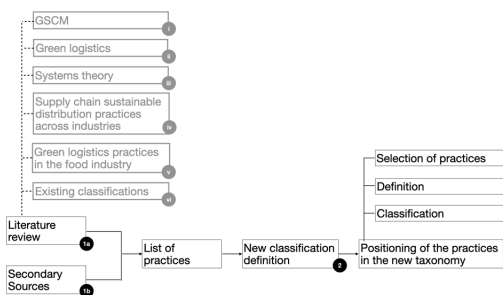 GSCM
i
Green logistics
ii
Systems theory
iii
Supply chain sustainable
distribution practices
across industries
iv
Green logistics practices
in the food industry
v
Existing classifications
vi
Literature
review
1a
Secondary
Sources
1b
List of
practices
New classification
definition
2
Selection of practices
Definition
Classification
Positioning of the practices
in the new taxonomy